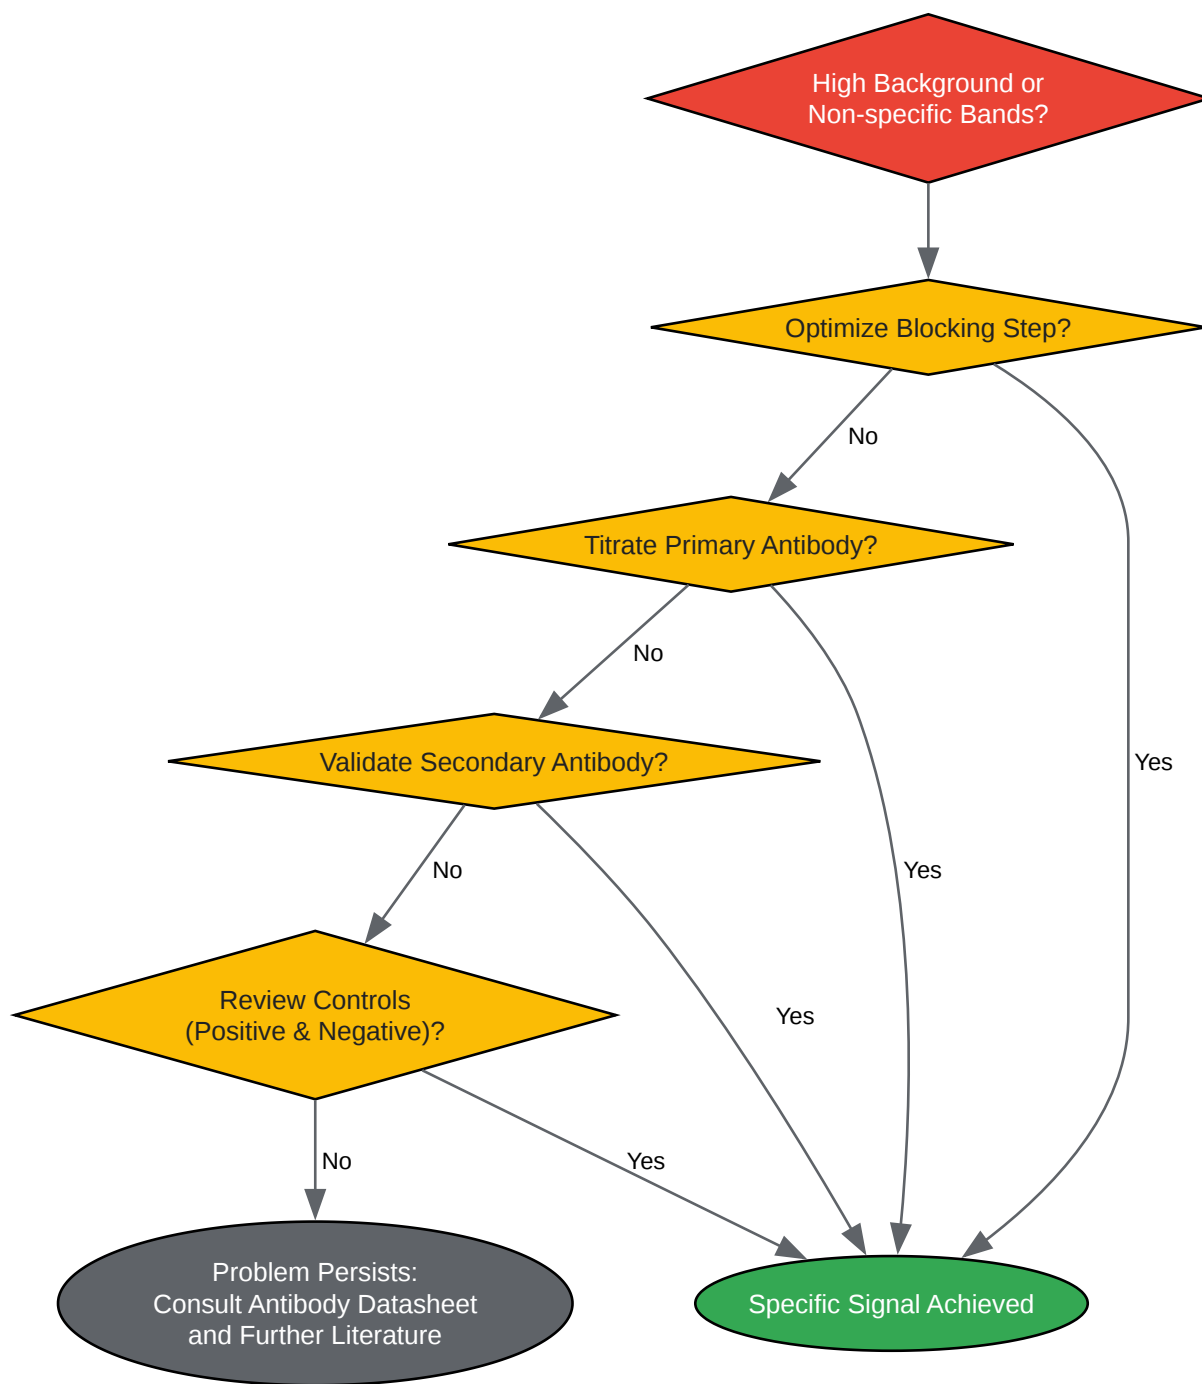 High Background or
Non-specific Bands?
Optimize Blocking Step?
No
Titrate Primary Antibody?
No
Validate Secondary Antibody?
Yes
No
Yes
Review Controls
(Positive & Negative)?
Yes
No
Yes
Problem Persists:
Consult Antibody Datasheet
and Further Literature
Specific Signal Achieved